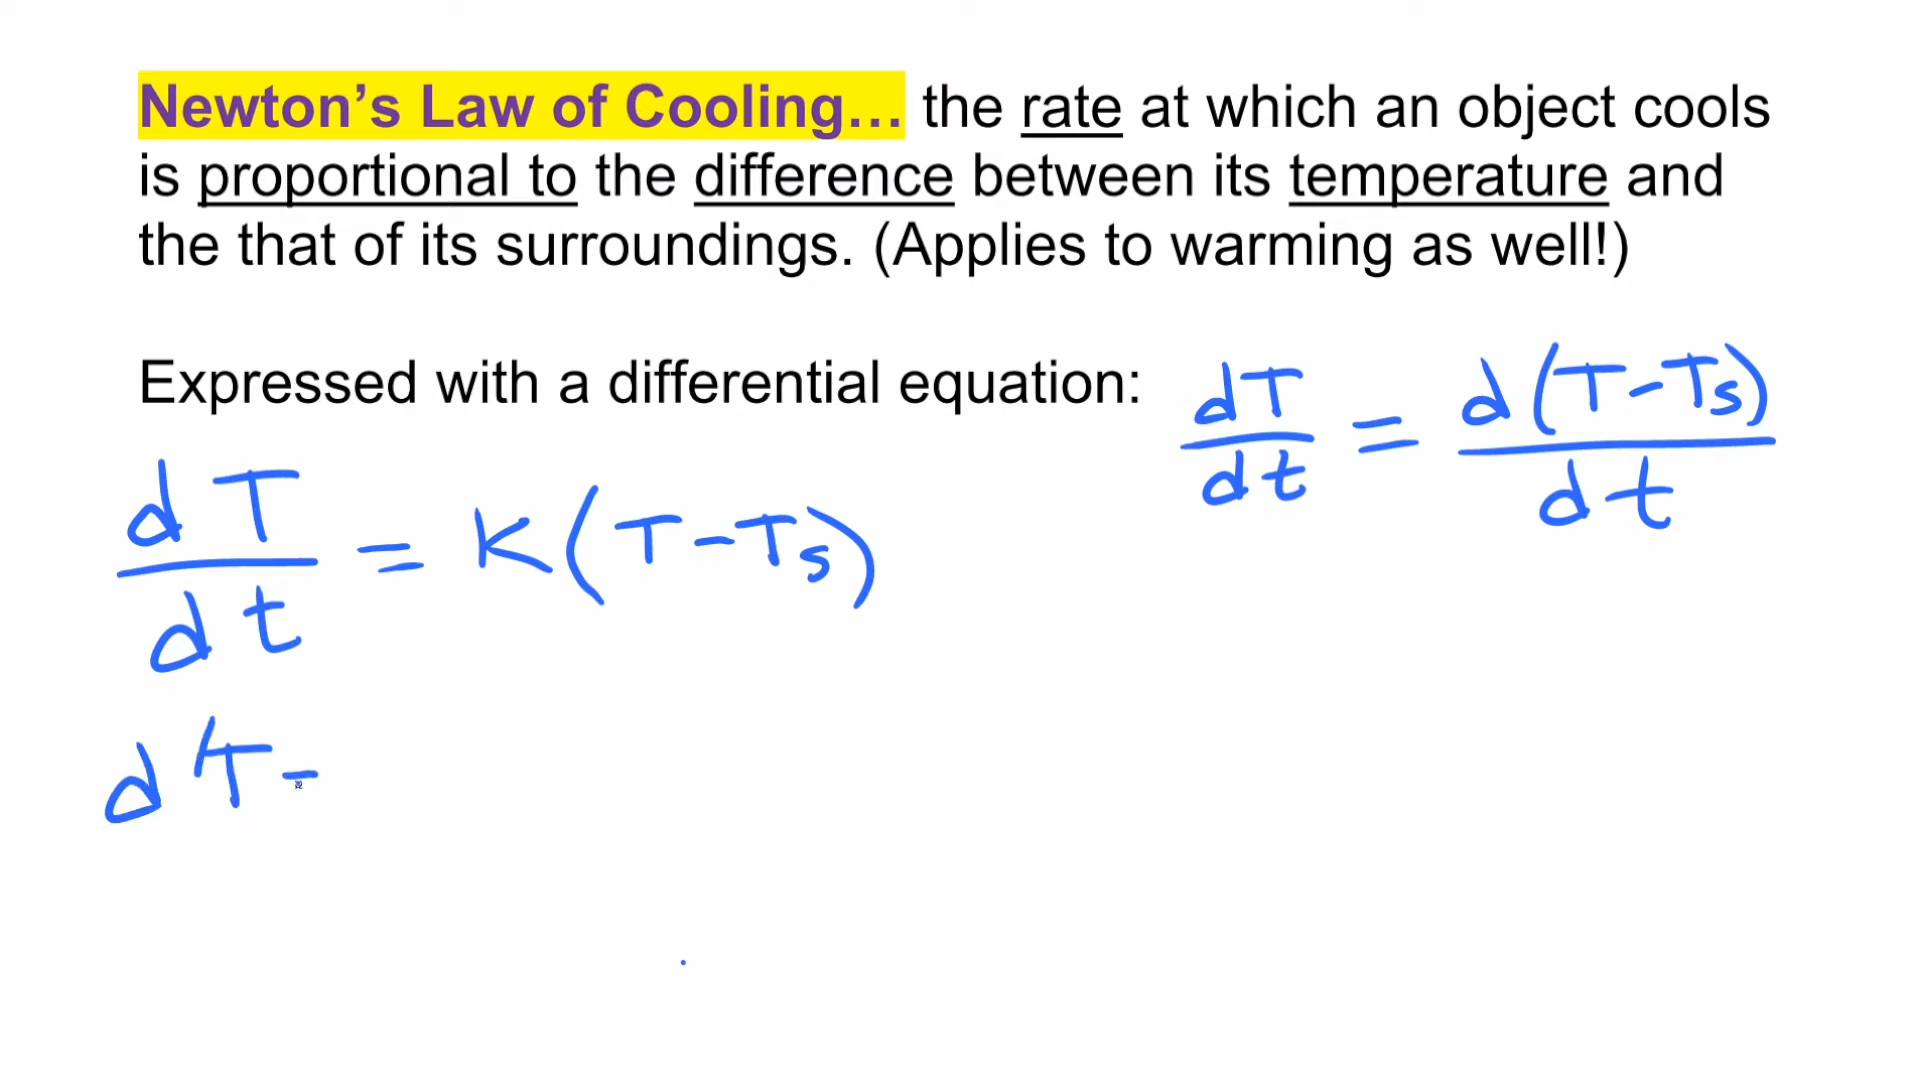 Newton’s Law of Cooling… the rate at which an object cools
is proportional to the difference between its temperature and
the that of its surroundings. (Applies to warming as well!)
Expressed with a differential equation:
dT/dt = d(T-Ts)/dt
dT/dt = K(T-Ts)
d(T-